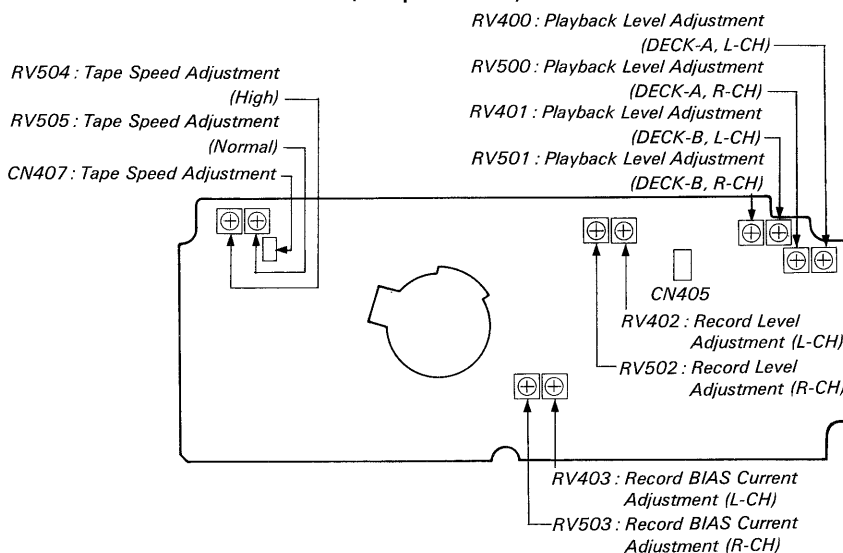 RV400 : Playback Level Adjustment
(DECK-A, L-CH)
RV500 : Playback Level Adjustment
(DECK-A, R-CH)
RV401 : Playback Level Adjustment
(DECK-B, L-CH)
RV501 : Playback Level Adjustment
(DECK-B, R-CH)
RV504 : Tape Speed Adjustment
(High)
RV505 : Tape Speed Adjustment
(Normal)
CN407 : Tape Speed Adjustment
CN405
RV402 : Record Level
Adjustment (L-CH)
RV502 : Record Level
Adjustment (R-CH)
RV403 : Record BIAS Current
Adjustment (L-CH)
RV503 : Record BIAS Current
Adjustment (R-CH)